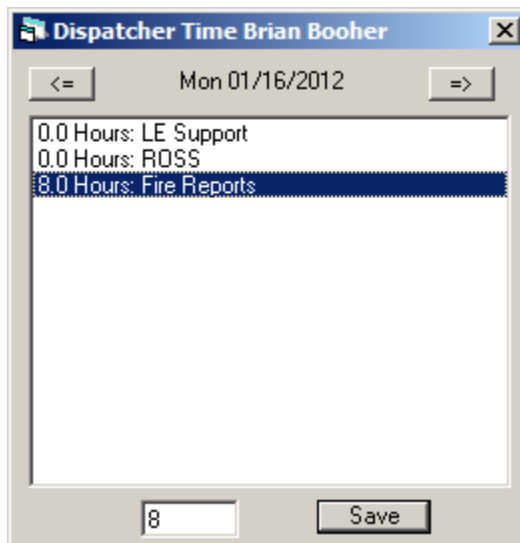 Dispatcher Time Brian Booher
<= Mon 01/16/2012 =>
0.0 Hours: LE Support
0.0 Hours: ROSS
8.0 Hours: Fire Reports
8 Save